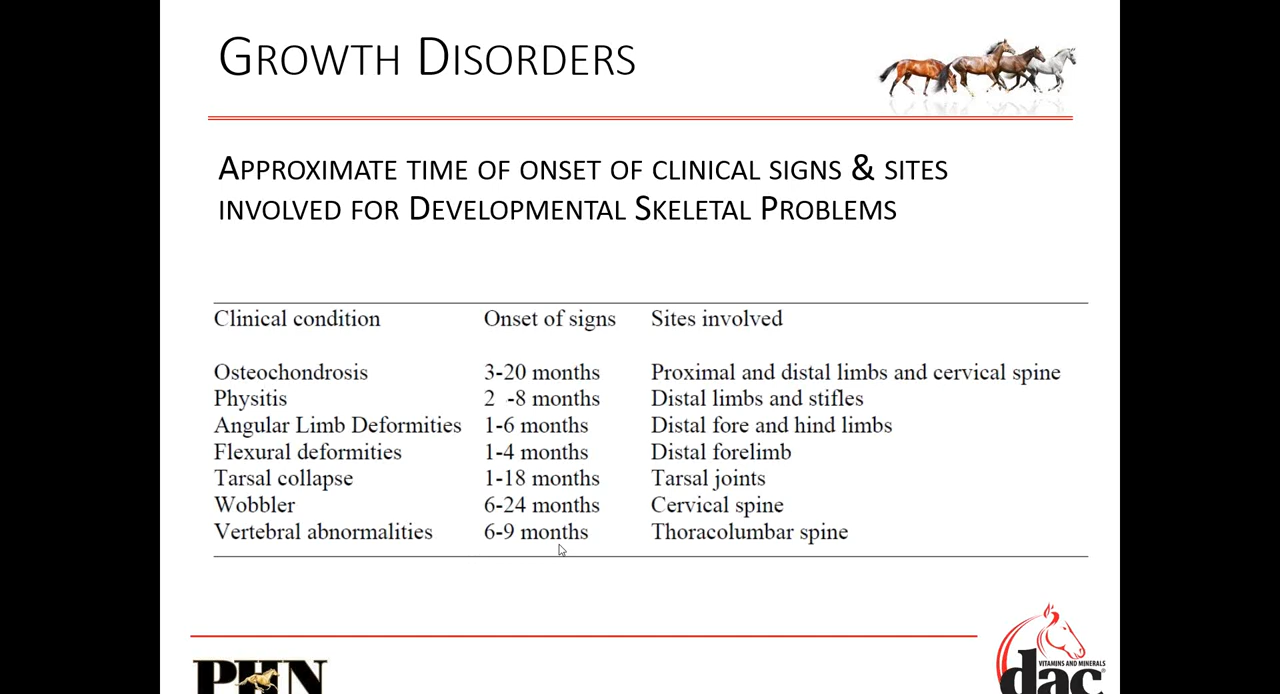 GROWTH DISORDERS
APPROXIMATE TIME OF ONSET OF CLINICAL SIGNS & SITES
INVOLVED FOR DEVELOPMENTAL SKELETAL PROBLEMS
Clinical condition Onset of signs Sites involved
Osteochondrosis 3-20 months Proximal and distal limbs and cervical spine
Physitis 2 -8 months Distal limbs and stifles
Angular Limb Deformities 1-6 months Distal fore and hind limbs
Flexural deformities 1-4 months Distal forelimb
Tarsal collapse 1-18 months Tarsal joints
Wobbler 6-24 months Cervical spine
Vertebral abnormalities 6-9 months Thoracolumbar spine
PHN
dac
VITAMINS AND MINERALS